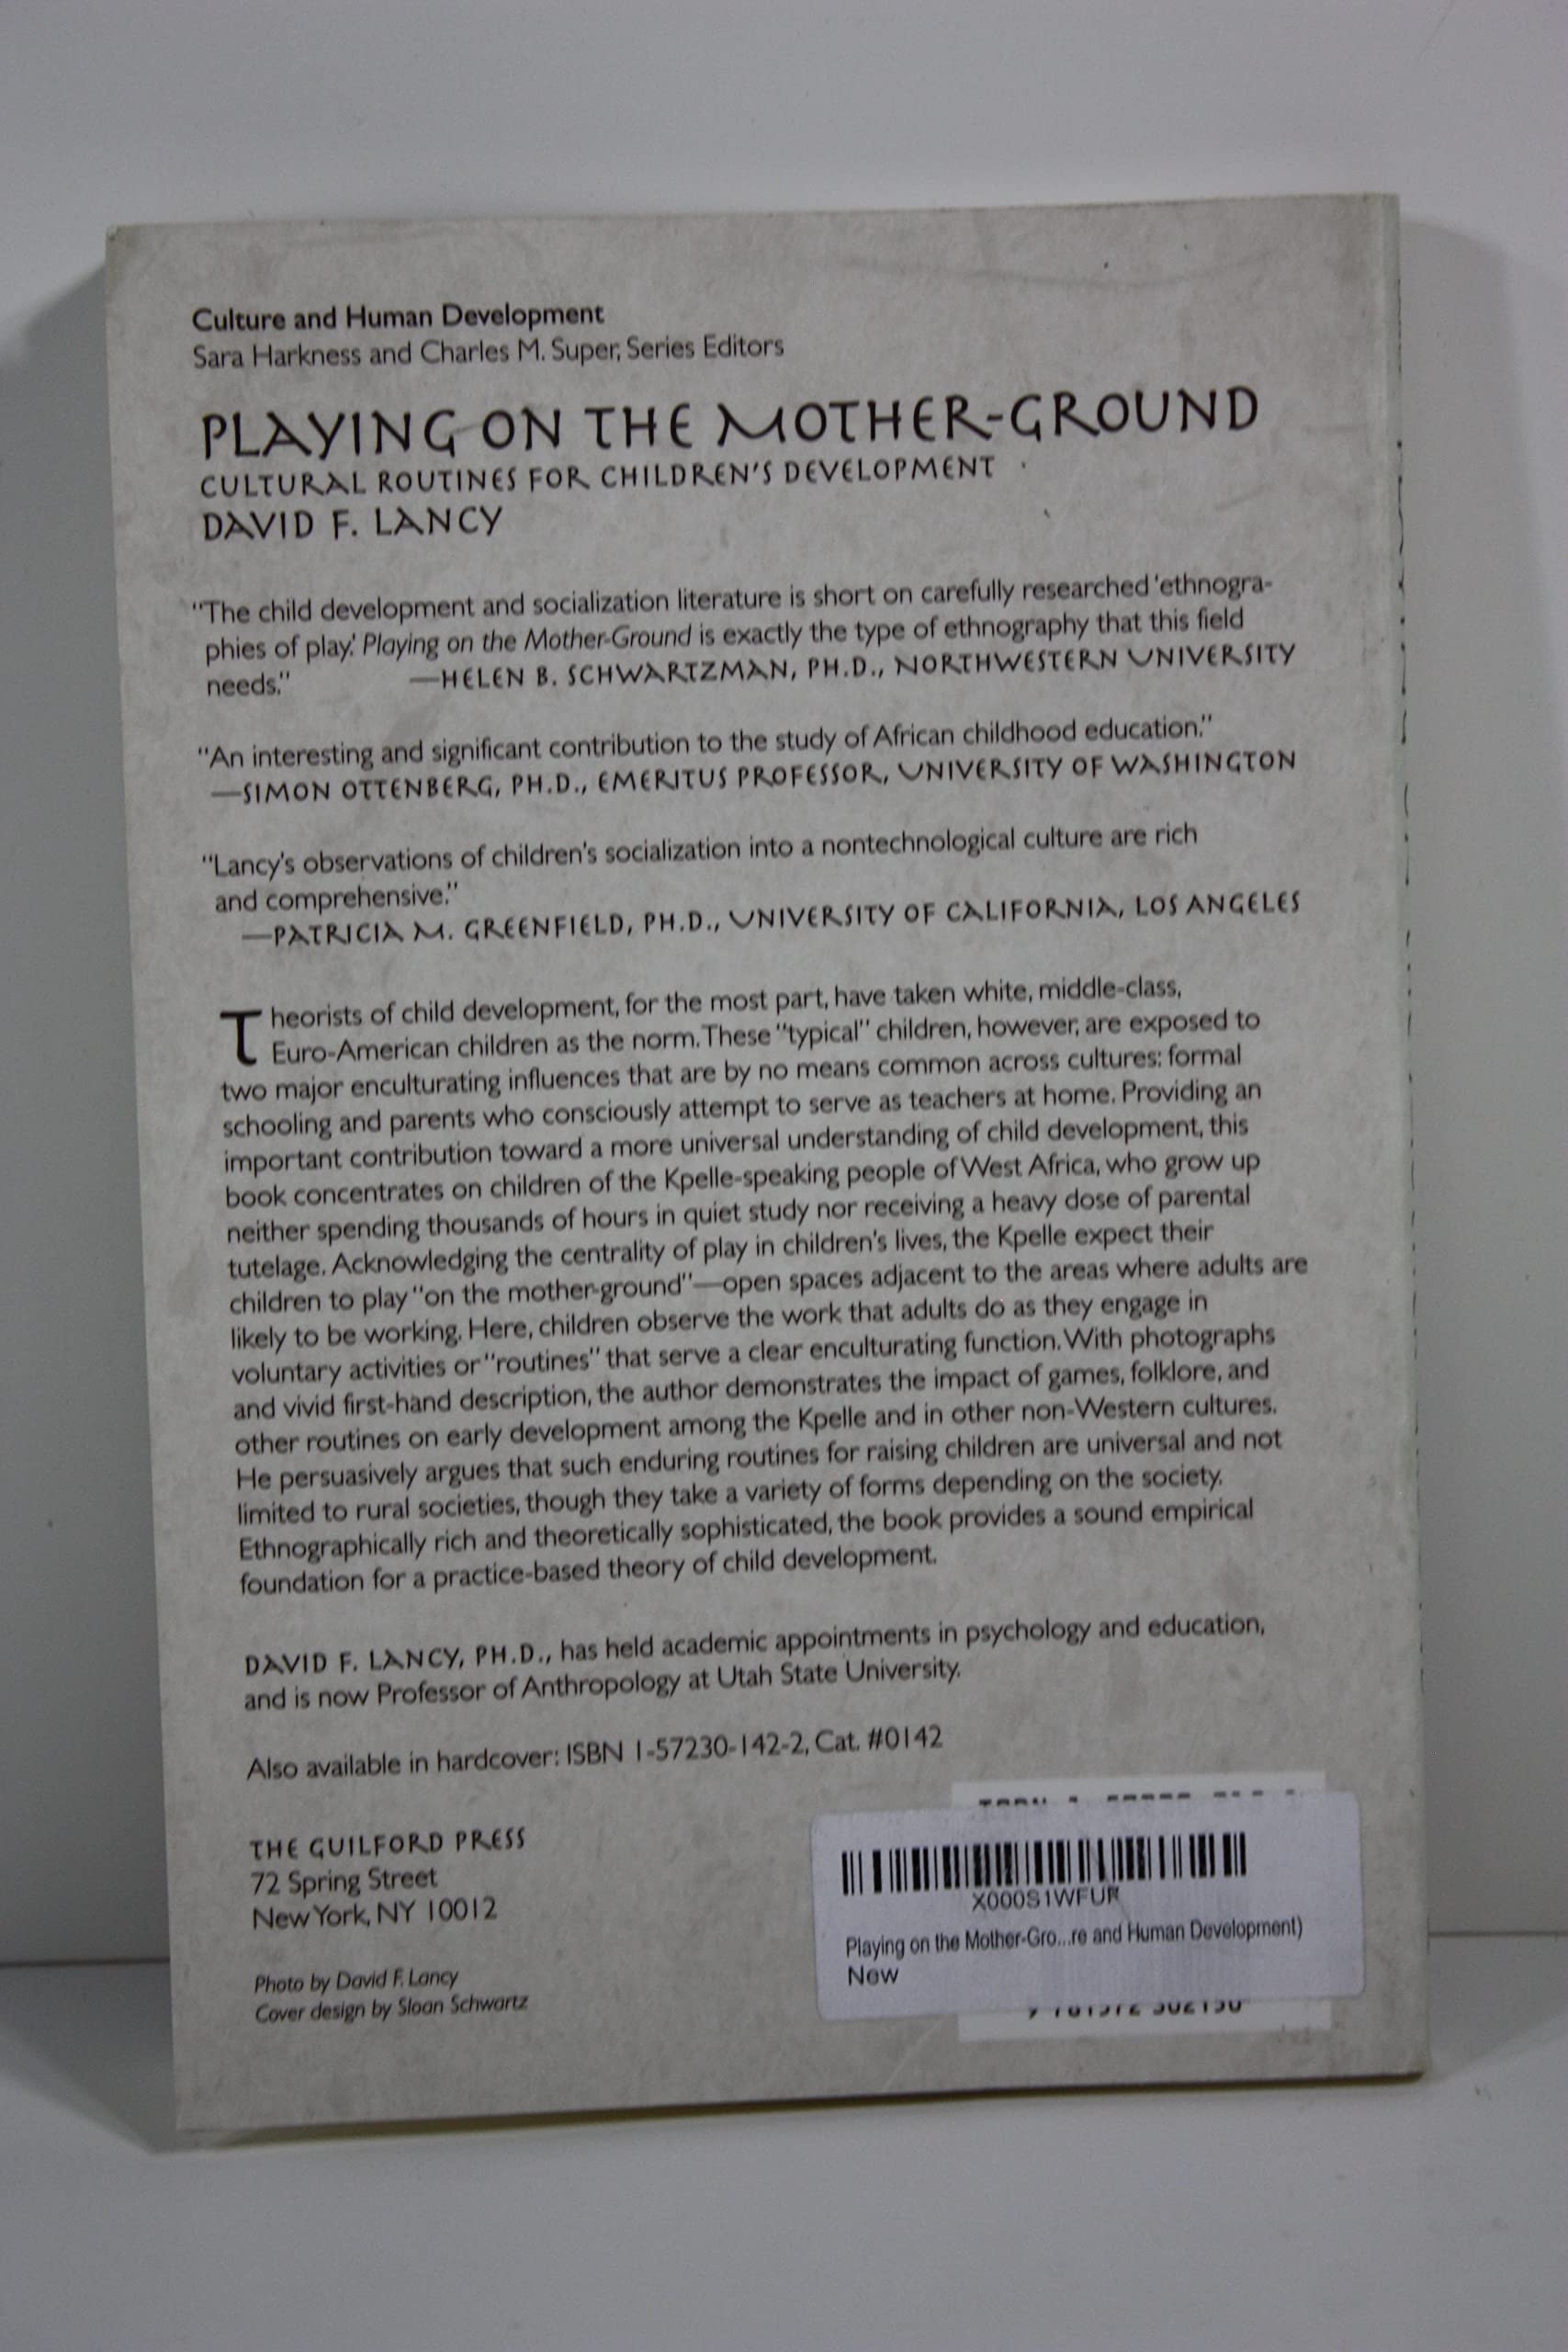 Culture and Human Development
Sara Harkness and Charles M. Super, Series Editors
PLAYING ON THE MOTHER-GROUND
CULTURAL ROUTINES FOR CHILDREN'S DEVELOPMENT
DAVID F. LANCY
"The child development and socialization literature is short on carefully researched 'ethnogra-
phies of play.' Playing on the Mother-Ground is exactly the type of ethnography that this field
needs."
—HELEN B. SCHWARTZMAN, PH.D., NORTHWESTERN UNIVERSITY
"An interesting and significant contribution to the study of African childhood education."
—SIMON OTTENBERG, PH.D., EMERITUS PROFESSOR, UNIVERSITY OF WASHINGTON
"Lancy's observations of children's socialization into a nontechnological culture are rich
and comprehensive."
—PATRICIA M. GREENFIELD, PH.D., UNIVERSITY OF CALIFORNIA, LOS ANGELES
Theorists of child development, for the most part, have taken white, middle-class,
Euro-American children as the norm. These "typical" children, however, are exposed to
two major enculturating influences that are by no means common across cultures: formal
schooling and parents who consciously attempt to serve as teachers at home. Providing an
important contribution toward a more universal understanding of child development, this
book concentrates on children of the Kpelle-speaking people of West Africa, who grow up
neither spending thousands of hours in quiet study nor receiving a heavy dose of parental
tutelage. Acknowledging the centrality of play in children's lives, the Kpelle expect their
children to play "on the mother-ground"—open spaces adjacent to the areas where adults are
likely to be working. Here, children observe the work that adults do as they engage in
voluntary activities or "routines" that serve a clear enculturating function. With photographs
and vivid first-hand description, the author demonstrates the impact of games, folklore, and
other routines on early development among the Kpelle and in other non-Western cultures.
He persuasively argues that such enduring routines for raising children are universal and not
limited to rural societies, though they take a variety of forms depending on the society.
Ethnographically rich and theoretically sophisticated, the book provides a sound empirical
foundation for a practice-based theory of child development.
DAVID F. LANCY, PH.D., has held academic appointments in psychology and education,
and is now Professor of Anthropology at Utah State University.
Also available in hardcover: ISBN 1-57230-142-2, Cat. #0142
THE GUILFORD PRESS
72 Spring Street
New York, NY 10012
Photo by David F. Lancy
Cover design by Sloan Schwartz
X000S1WFUR
Playing on the Mother-Gro...re and Human Development)
New